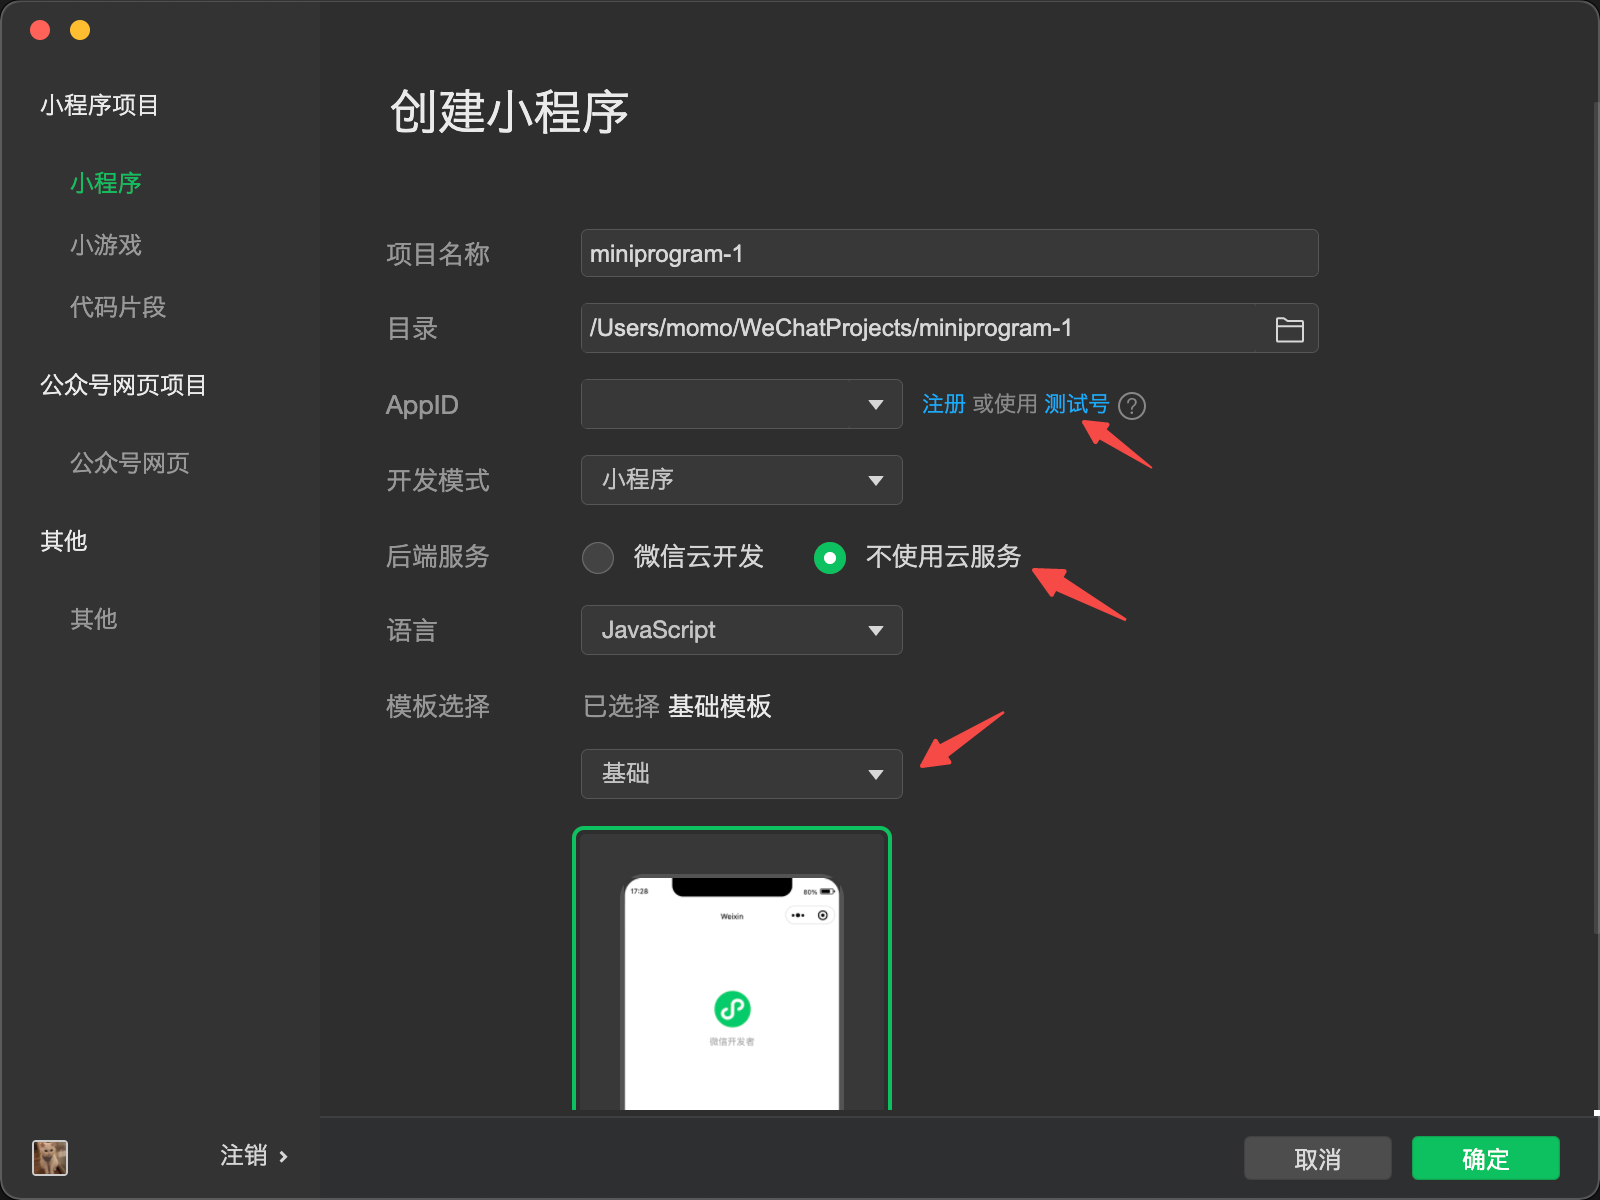 小程序项目
小程序
小游戏
代码片段
公众号网页项目
公众号网页
其他
其他
注销
创建小程序
项目名称 miniprogram-1
目录 /Users/momo/WeChatProjects/miniprogram-1
AppID 注册 或使用 测试号 ?
开发模式 小程序
后端服务 微信云开发 不使用云服务
语言 JavaScript
模板选择 已选择 基础模板
基础
17:28 80%
Weixin
微信开发者
取消 确定